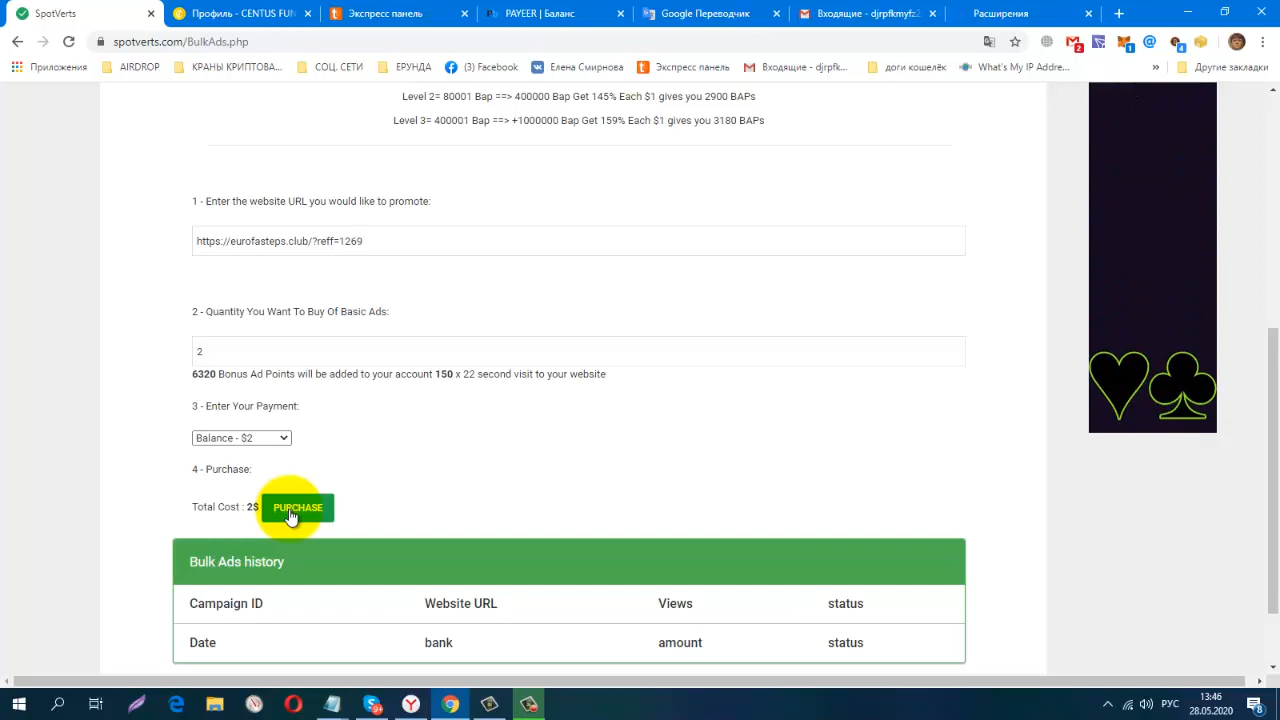 SpotVerts
Профиль - CENTUS FUN
Экспресс панель
PAYEER | Баланс
Google Переводчик
Входящие - djrpfkmyfz2
Расширения
spotverts.com/BulkAds.php
2
1
4
Приложения
AIRDROP
КРАНЫ КРИПТОВА...
СОЦ. СЕТИ
ЕРУНДА
(3) Facebook
Елена Смирнова
Экспресс панель
Входящие - djrpfk...
доги кошелёк
What's My IP Addre...
»
Другие закладки
Level 2= 80001 Bap ==> 400000 Bap Get 145% Each $1 gives you 2900 BAPs
Level 3= 400001 Bap ==> +1000000 Bap Get 159% Each $1 gives you 3180 BAPs
1 - Enter the website URL you would like to promote:
https://eurofasteps.club/?reff=1269
2 - Quantity You Want To Buy Of Basic Ads:
2
6320 Bonus Ad Points will be added to your account 150 x 22 second visit to your website
3 - Enter Your Payment:
Balance - $2
4 - Purchase:
Total Cost : 2$ PURCHASE
Bulk Ads history
Campaign ID Website URL Views status
Date bank amount status
РУС
13:46
28.05.2020
8